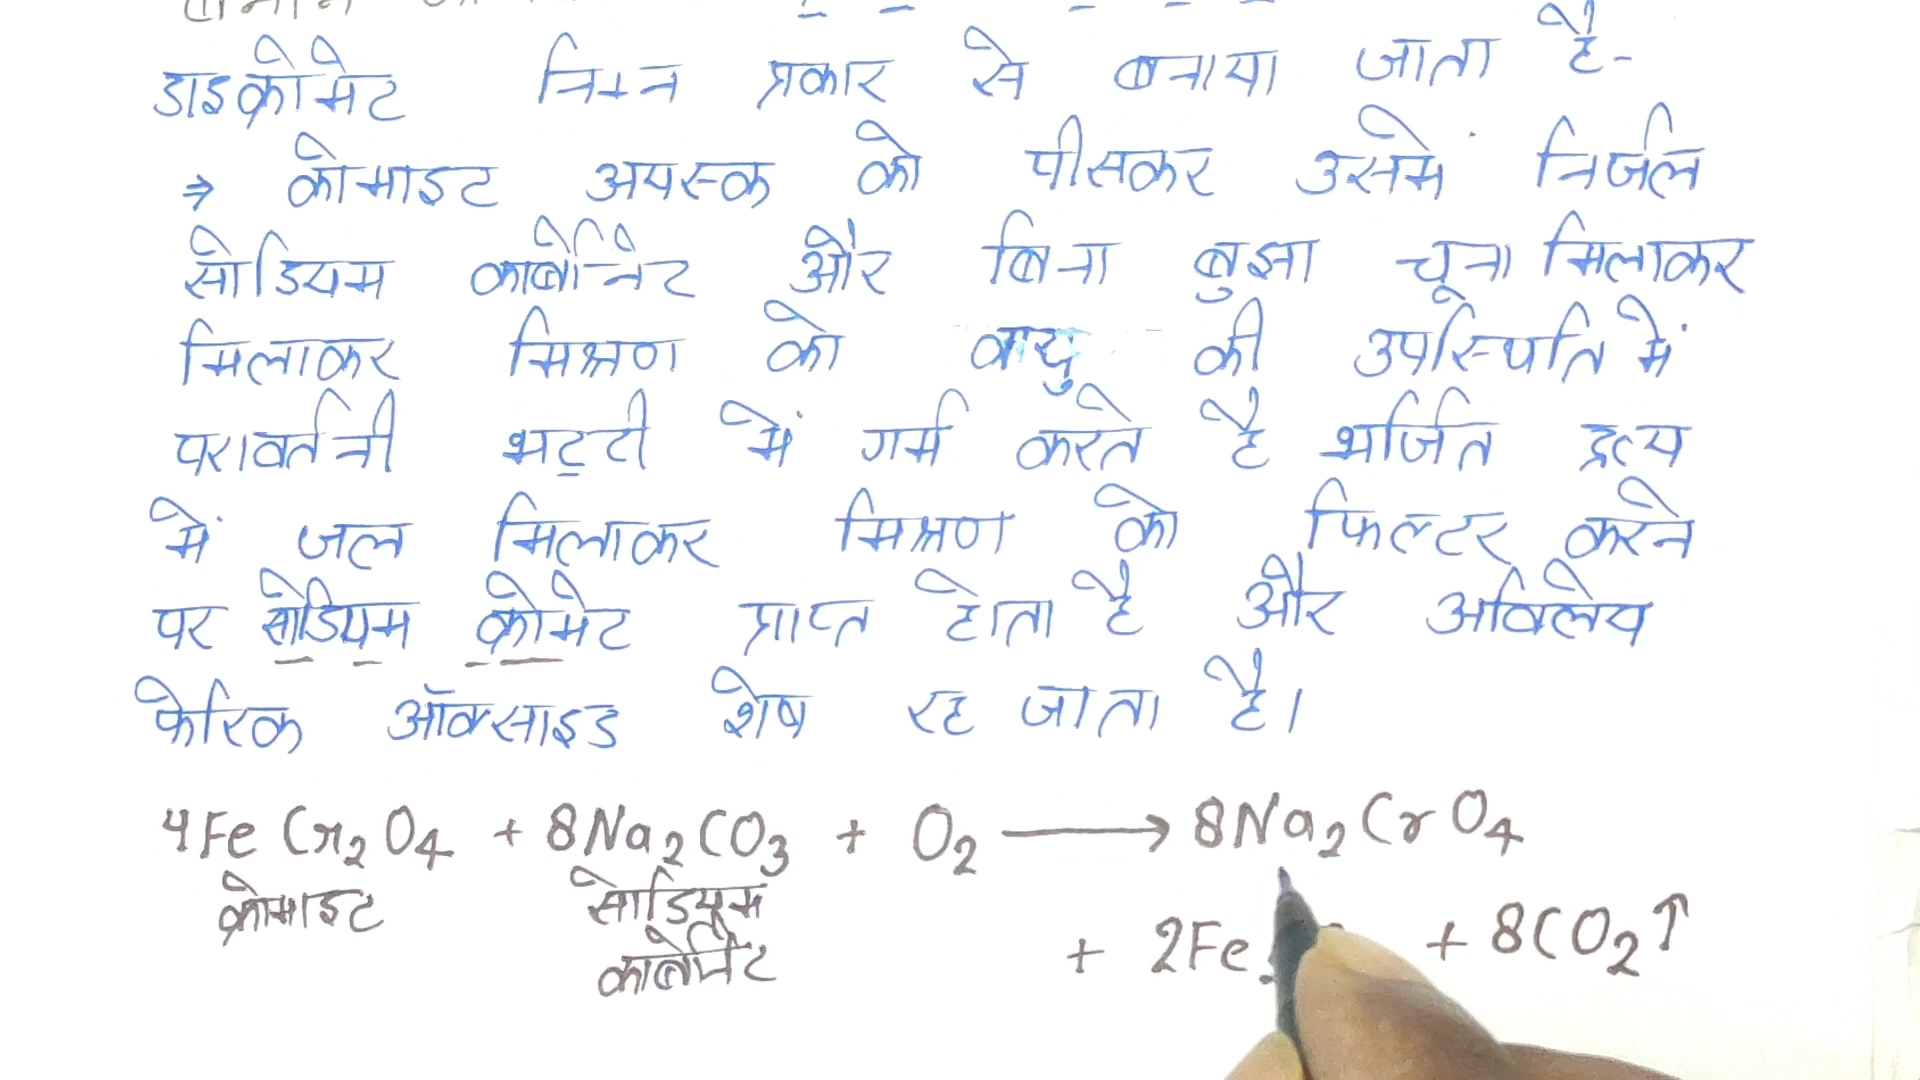 डाइक्रोमेट निम्न प्रकार से बनाया जाता है-
⇒ क्रोमाइट अयस्क को पीसकर उसमें निर्जल
सोडियम कार्बोनेट और बिना बुझा चूना मिलाकर
मिलाकर मिश्रण को वायु की उपस्थिति में
परावर्तनी भट्टी में गर्म करते है भर्जित द्रव्य
में जल मिलाकर मिश्रण को फिल्टर करने
पर सोडियम क्रोमेट प्राप्त होता है और अविलेय
फेरिक ऑक्साइड शेष रह जाता है।
4FeCr₂O₄ + 8Na₂CO₃ + O₂ ⟶ 8Na₂CrO₄
क्रोमाइट सोडियम
कार्बोनेट
+ 2Fe + 8CO₂↑